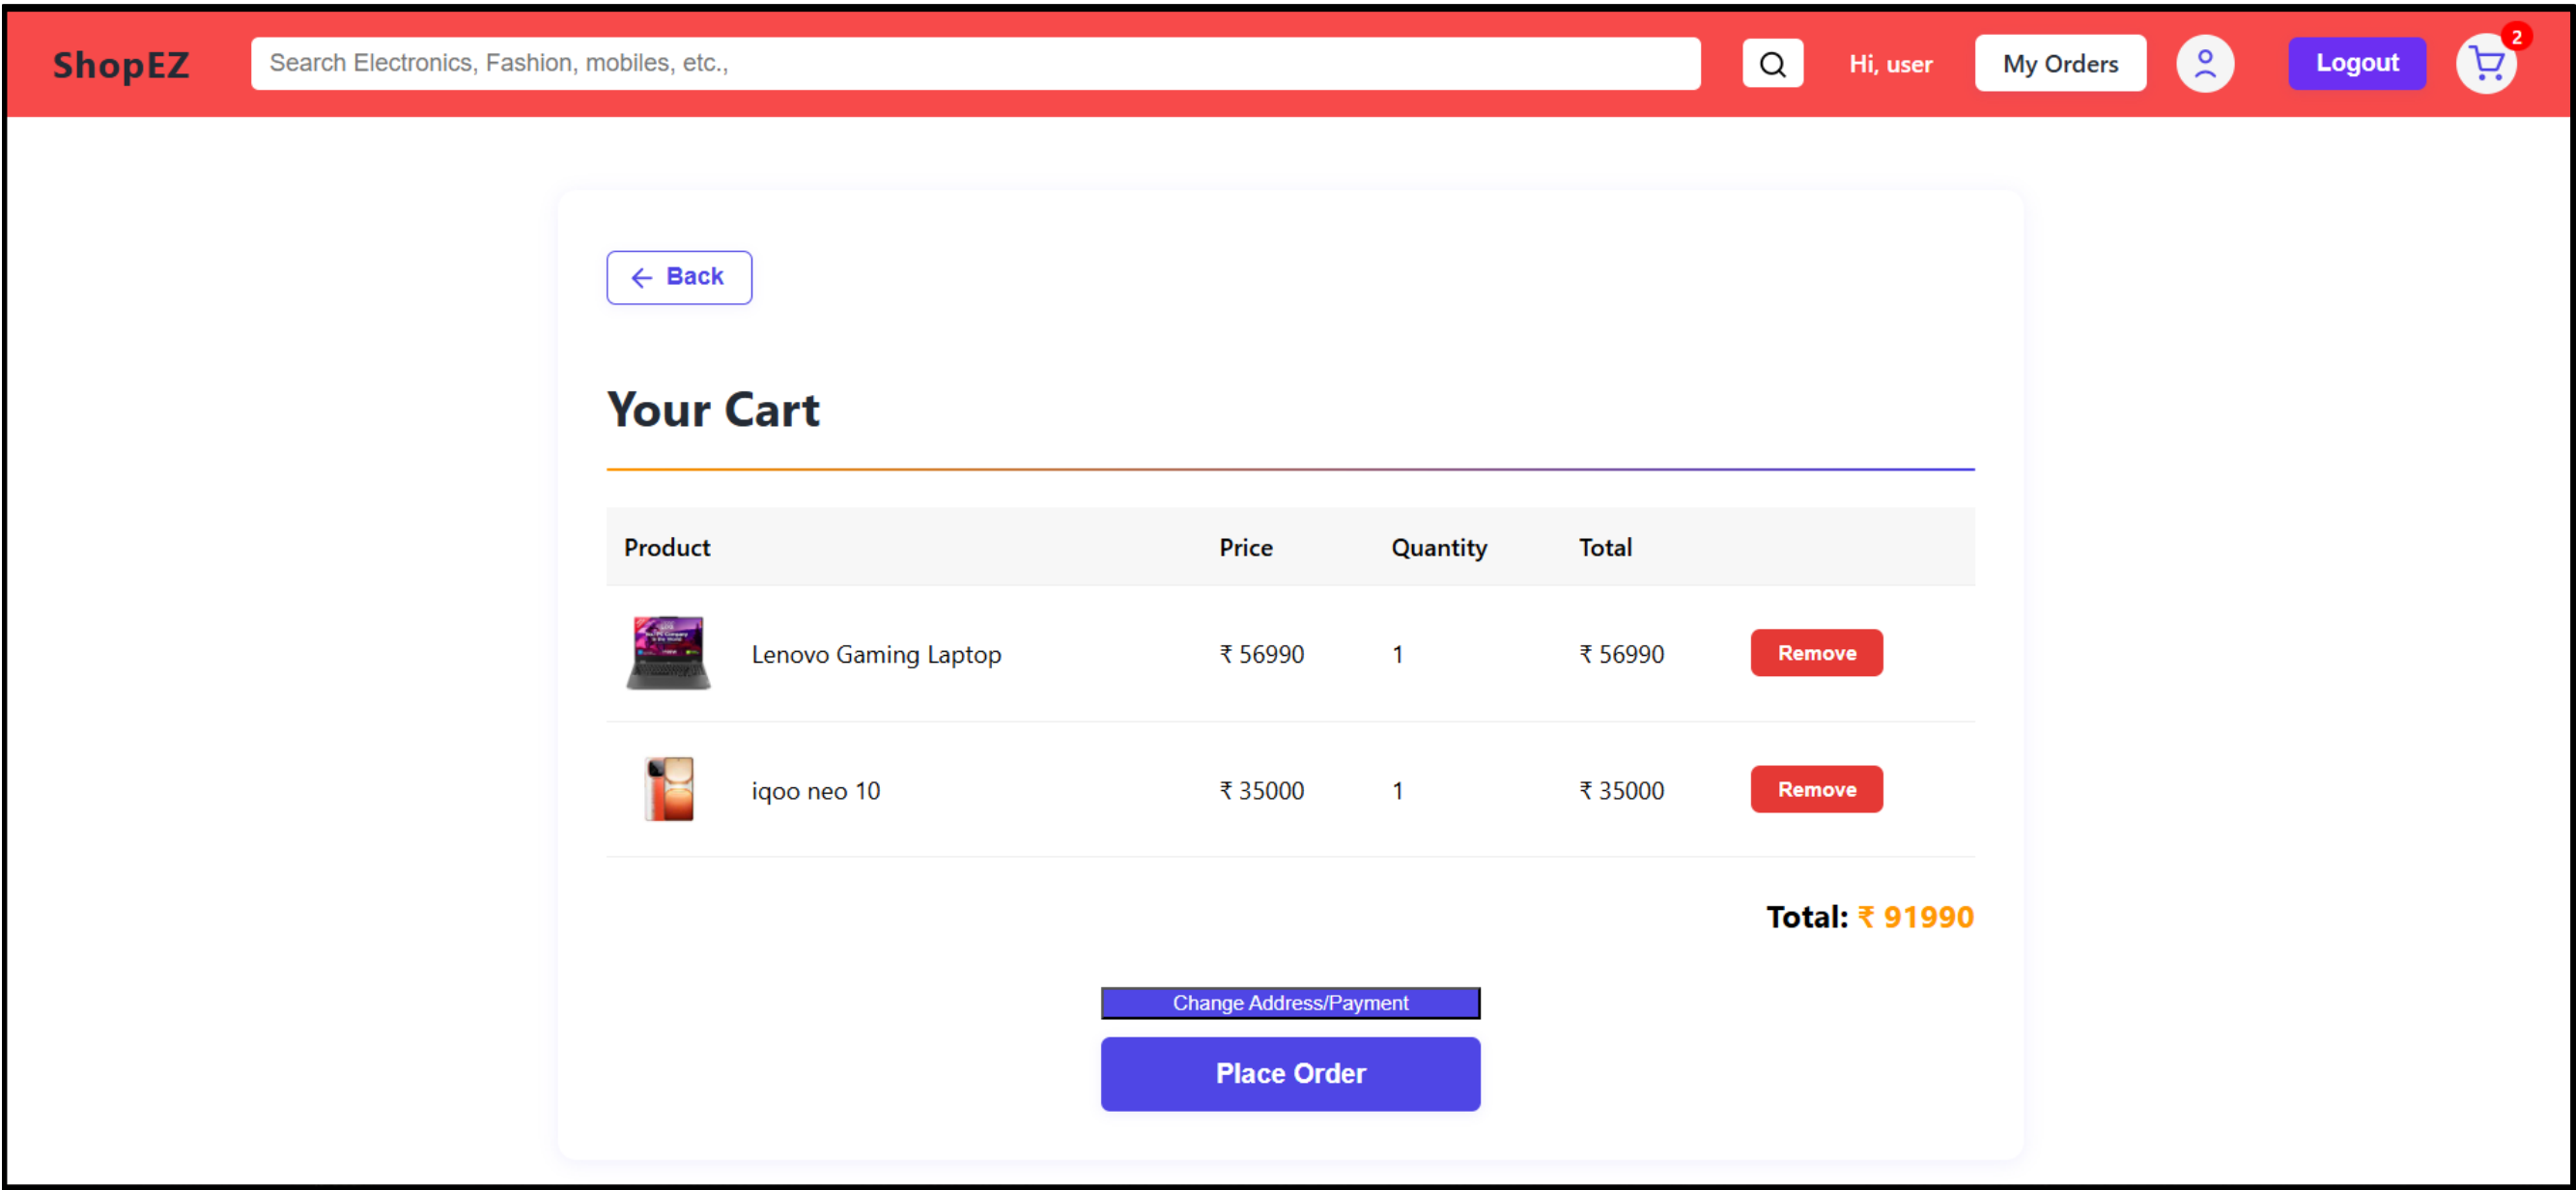 ShopEZ
Search Electronics, Fashion, mobiles, etc.,
Hi, user
My Orders
Logout
2
Back
Your Cart
Product Price Quantity Total
Lenovo Gaming Laptop ₹ 56990 1 ₹ 56990 Remove
iqoo neo 10 ₹ 35000 1 ₹ 35000 Remove
Total: ₹ 91990
Change Address/Payment
Place Order